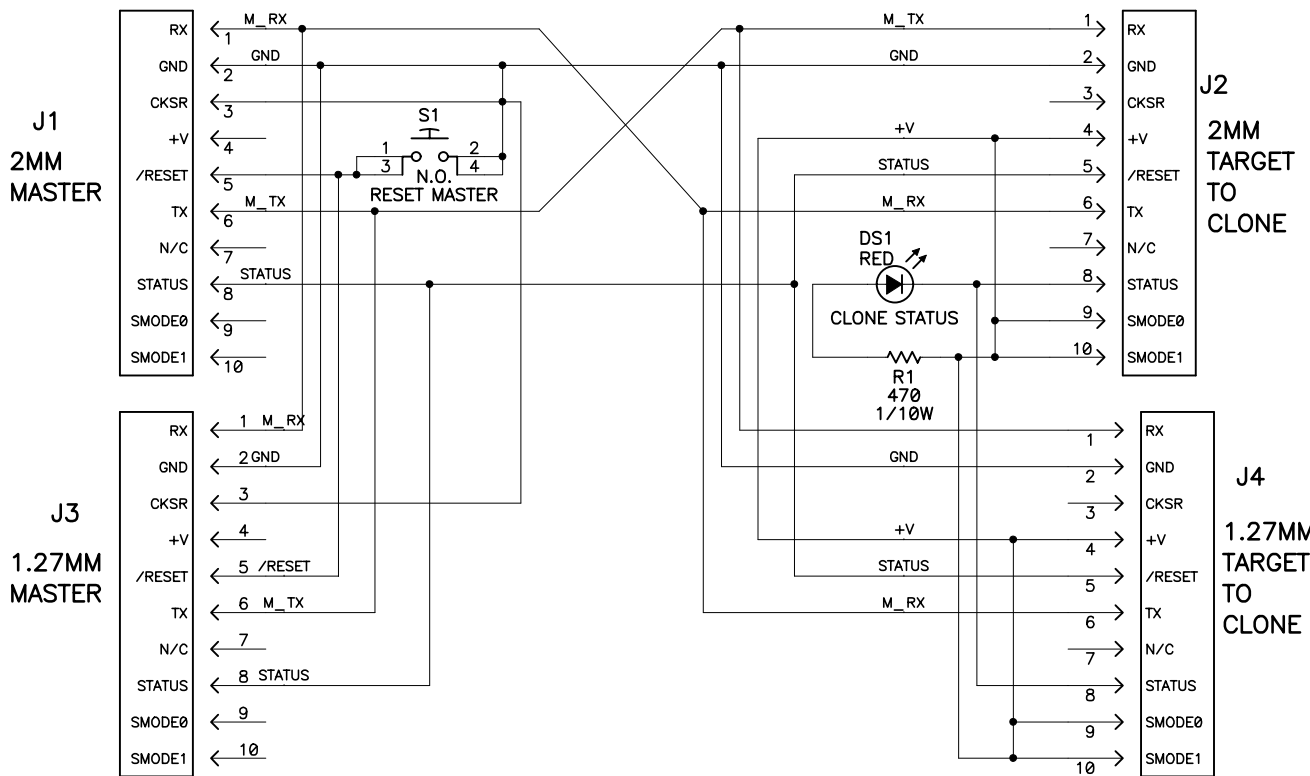 J1
2MM
MASTER
RX 1 M_RX
GND 2 GND
CKSR 3
+V 4
/RESET 5
TX 6 M_TX
N/C 7
STATUS 8 STATUS
SMODE0 9
SMODE1 10
S1
1 2
3 4
N.O.
RESET MASTER
M_TX 1 RX
GND 2 GND
3 CKSR
+V 4 +V
STATUS 5 /RESET
M_RX 6 TX
7 N/C
8 STATUS
9 SMODE0
10 SMODE1
J2
2MM
TARGET
TO
CLONE
DS1
RED
CLONE STATUS
R1
470
1/10W
J3
1.27MM
MASTER
RX 1 M_RX
GND 2 GND
CKSR 3
+V 4
/RESET 5 /RESET
TX 6 M_TX
N/C 7
STATUS 8 STATUS
SMODE0 9
SMODE1 10
1 RX
GND 2 GND
3 CKSR
+V 4 +V
STATUS 5 /RESET
M_RX 6 TX
7 N/C
8 STATUS
9 SMODE0
10 SMODE1
J4
1.27MM
TARGET
TO
CLONE